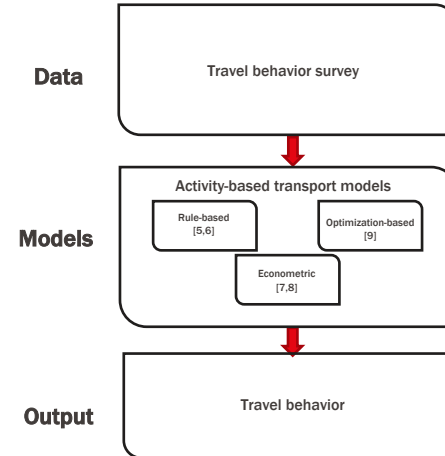 Data
Travel behavior survey
Models
Activity-based transport models
Rule-based
[5,6]
Optimization-based
[9]
Econometric
[7,8]
Output
Travel behavior